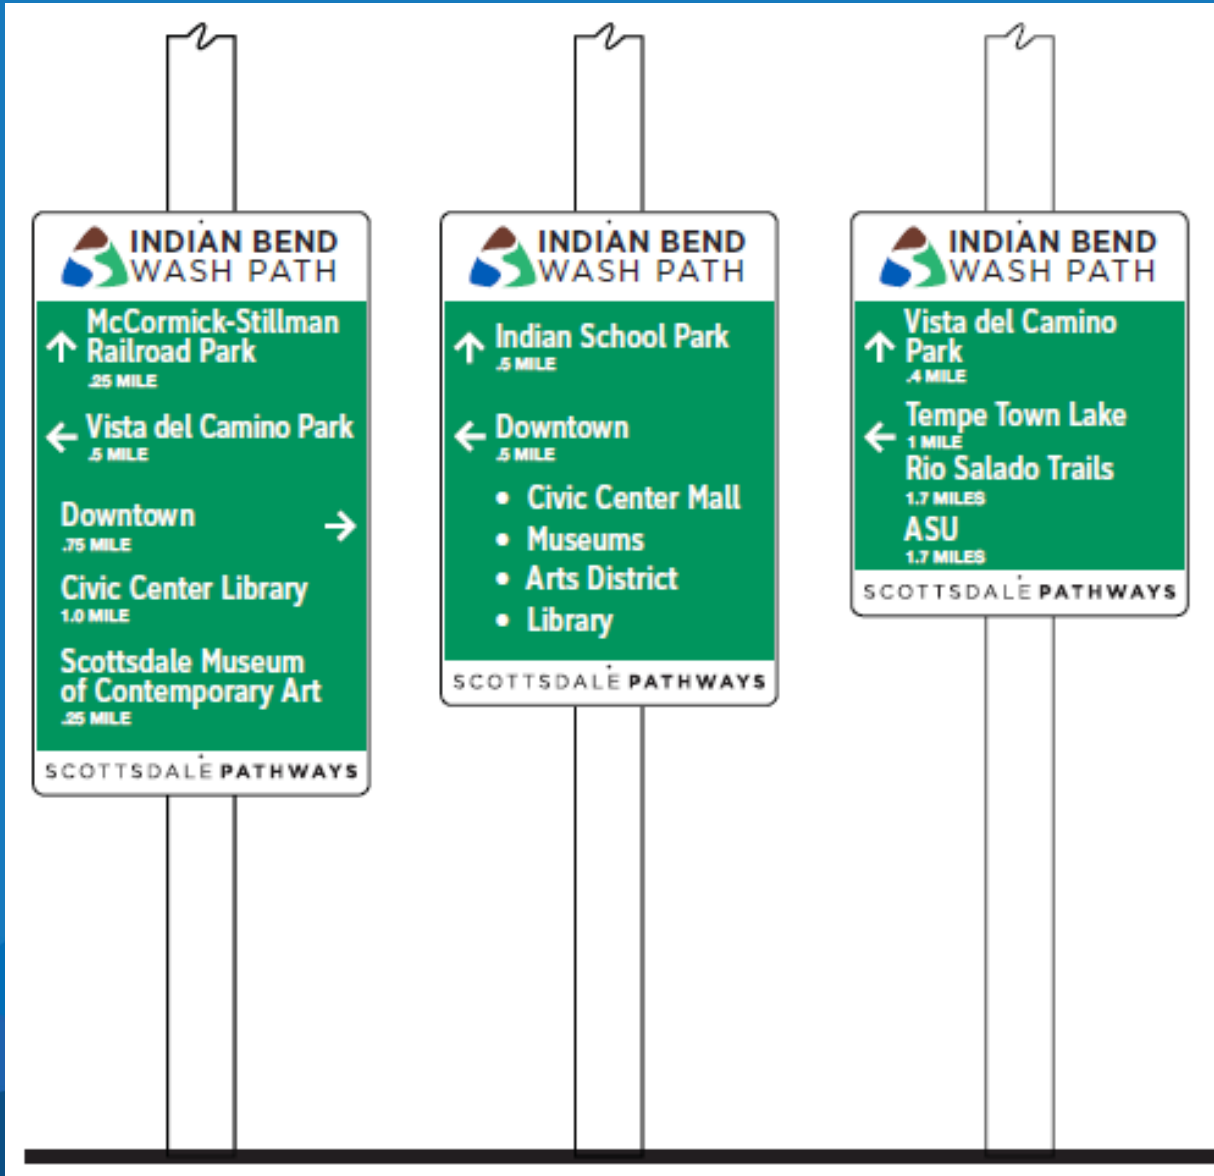 INDIAN BEND
WASH PATH
↑ McCormick-Stillman
Railroad Park
.25 MILE
← Vista del Camino Park
.5 MILE
Downtown →
.75 MILE
Civic Center Library
1.0 MILE
Scottsdale Museum
of Contemporary Art
.25 MILE
SCOTTSDALE PATHWAYS
INDIAN BEND
WASH PATH
↑ Indian School Park
.5 MILE
← Downtown
.5 MILE
• Civic Center Mall
• Museums
• Arts District
• Library
SCOTTSDALE PATHWAYS
INDIAN BEND
WASH PATH
↑ Vista del Camino
Park
.4 MILE
← Tempe Town Lake
1 MILE
Rio Salado Trails
1.7 MILES
ASU
1.7 MILES
SCOTTSDALE PATHWAYS